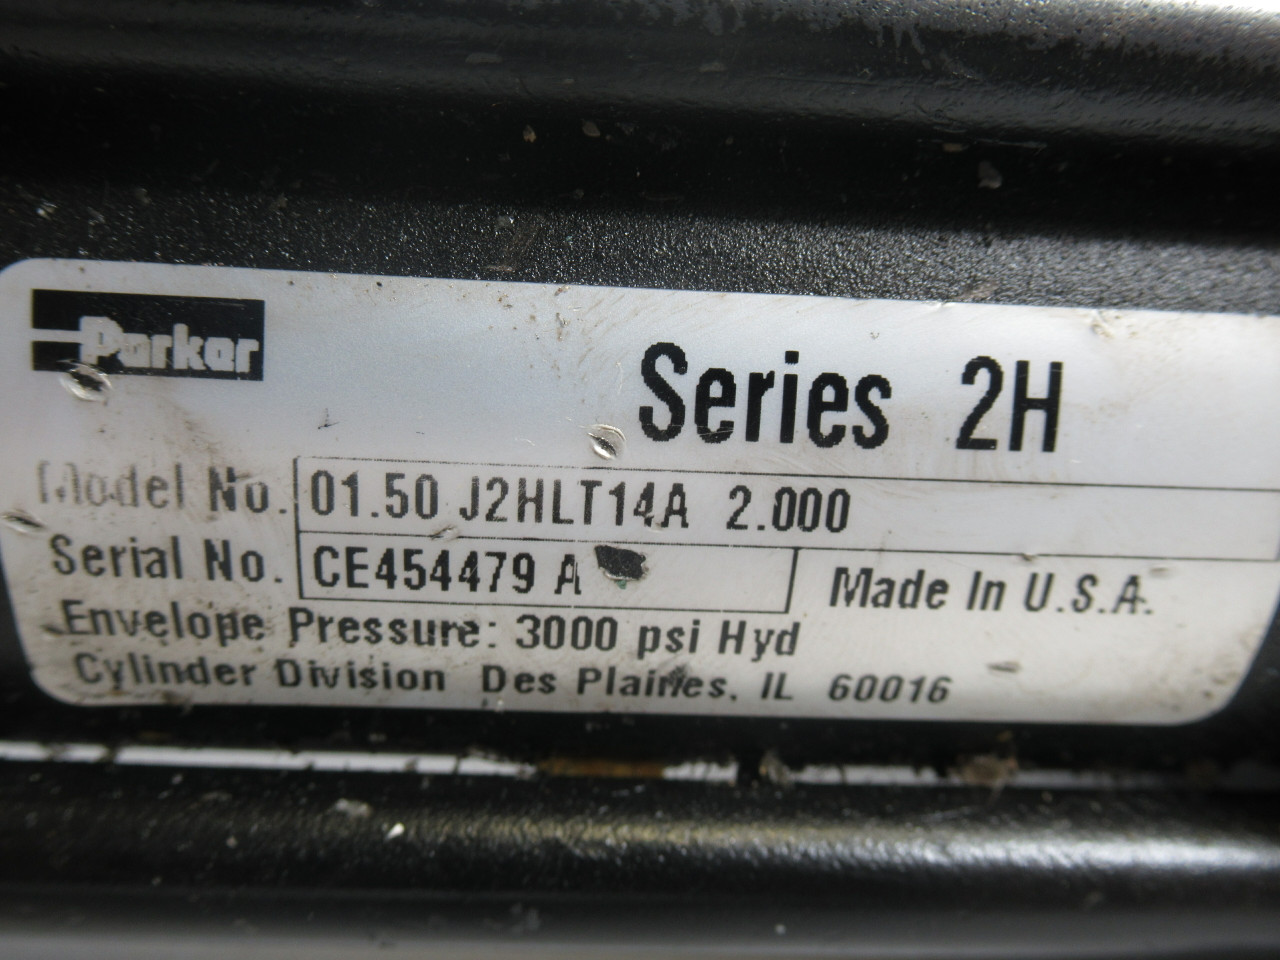 Parker
Series 2H
Model No. 01.50 J2HLT14A 2.000
Serial No. CE454479 A
Made In U.S.A.
Envelope Pressure: 3000 psi Hyd
Cylinder Division Des Plaines, IL 60016